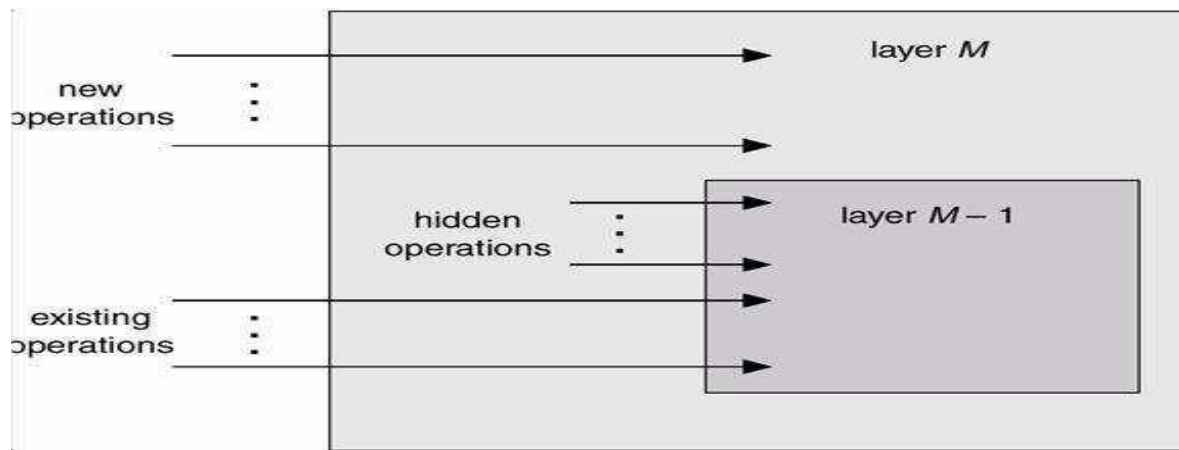 layer M
new
operations
layer M – 1
hidden
operations
existing
operations